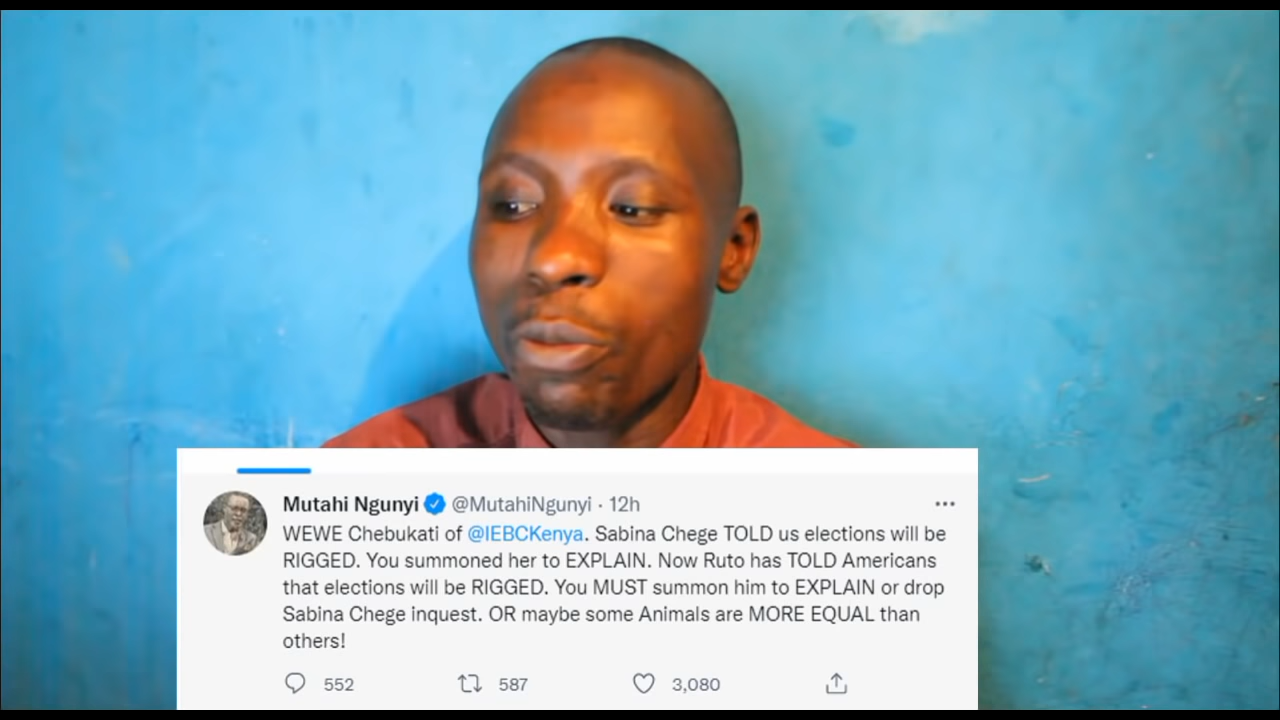 Mutahi Ngunyi @MutahiNgunyi · 12h
WEWE Chebukati of @IEBCKenya. Sabina Chege TOLD us elections will be
RIGGED. You summoned her to EXPLAIN. Now Ruto has TOLD Americans
that elections will be RIGGED. You MUST summon him to EXPLAIN or drop
Sabina Chege inquest. OR maybe some Animals are MORE EQUAL than
others!
552 587 3,080